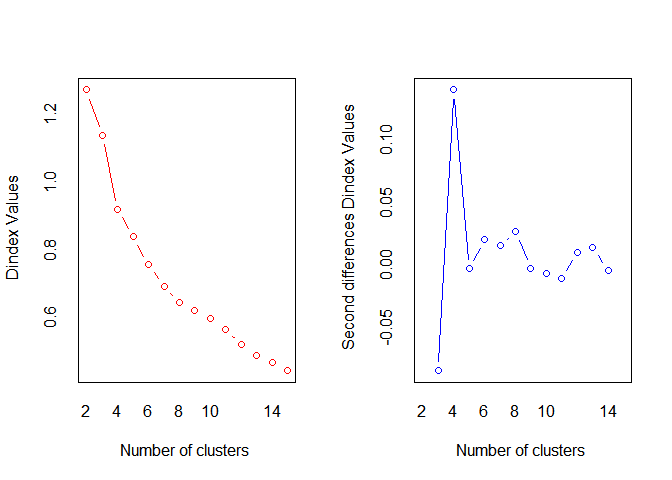 Dindex Values
1.2
1.0
0.8
0.6
2 4 6 8 10 14
Number of clusters
Second differences Dindex Values
0.10
0.05
0.00
-0.05
2 4 6 8 10 14
Number of clusters